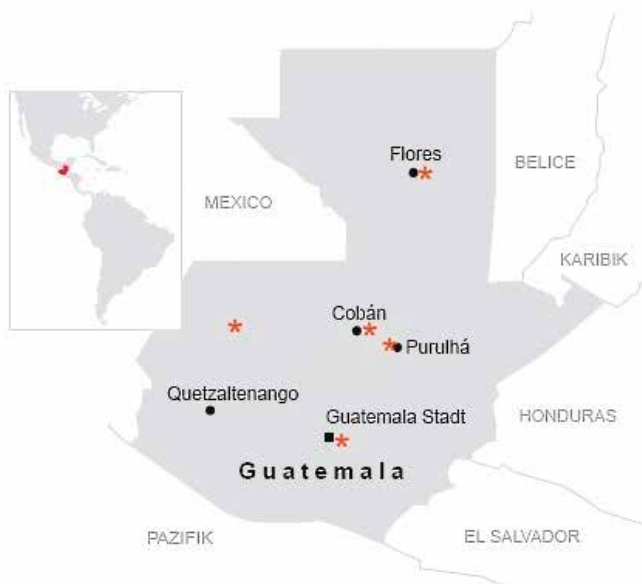 Flores
BELICE
MEXICO
KARIBIK
Cobán
Purulhá
Quetzaltenango
Guatemala Stadt
HONDURAS
Guatemala
PAZIFIK
EL SALVADOR